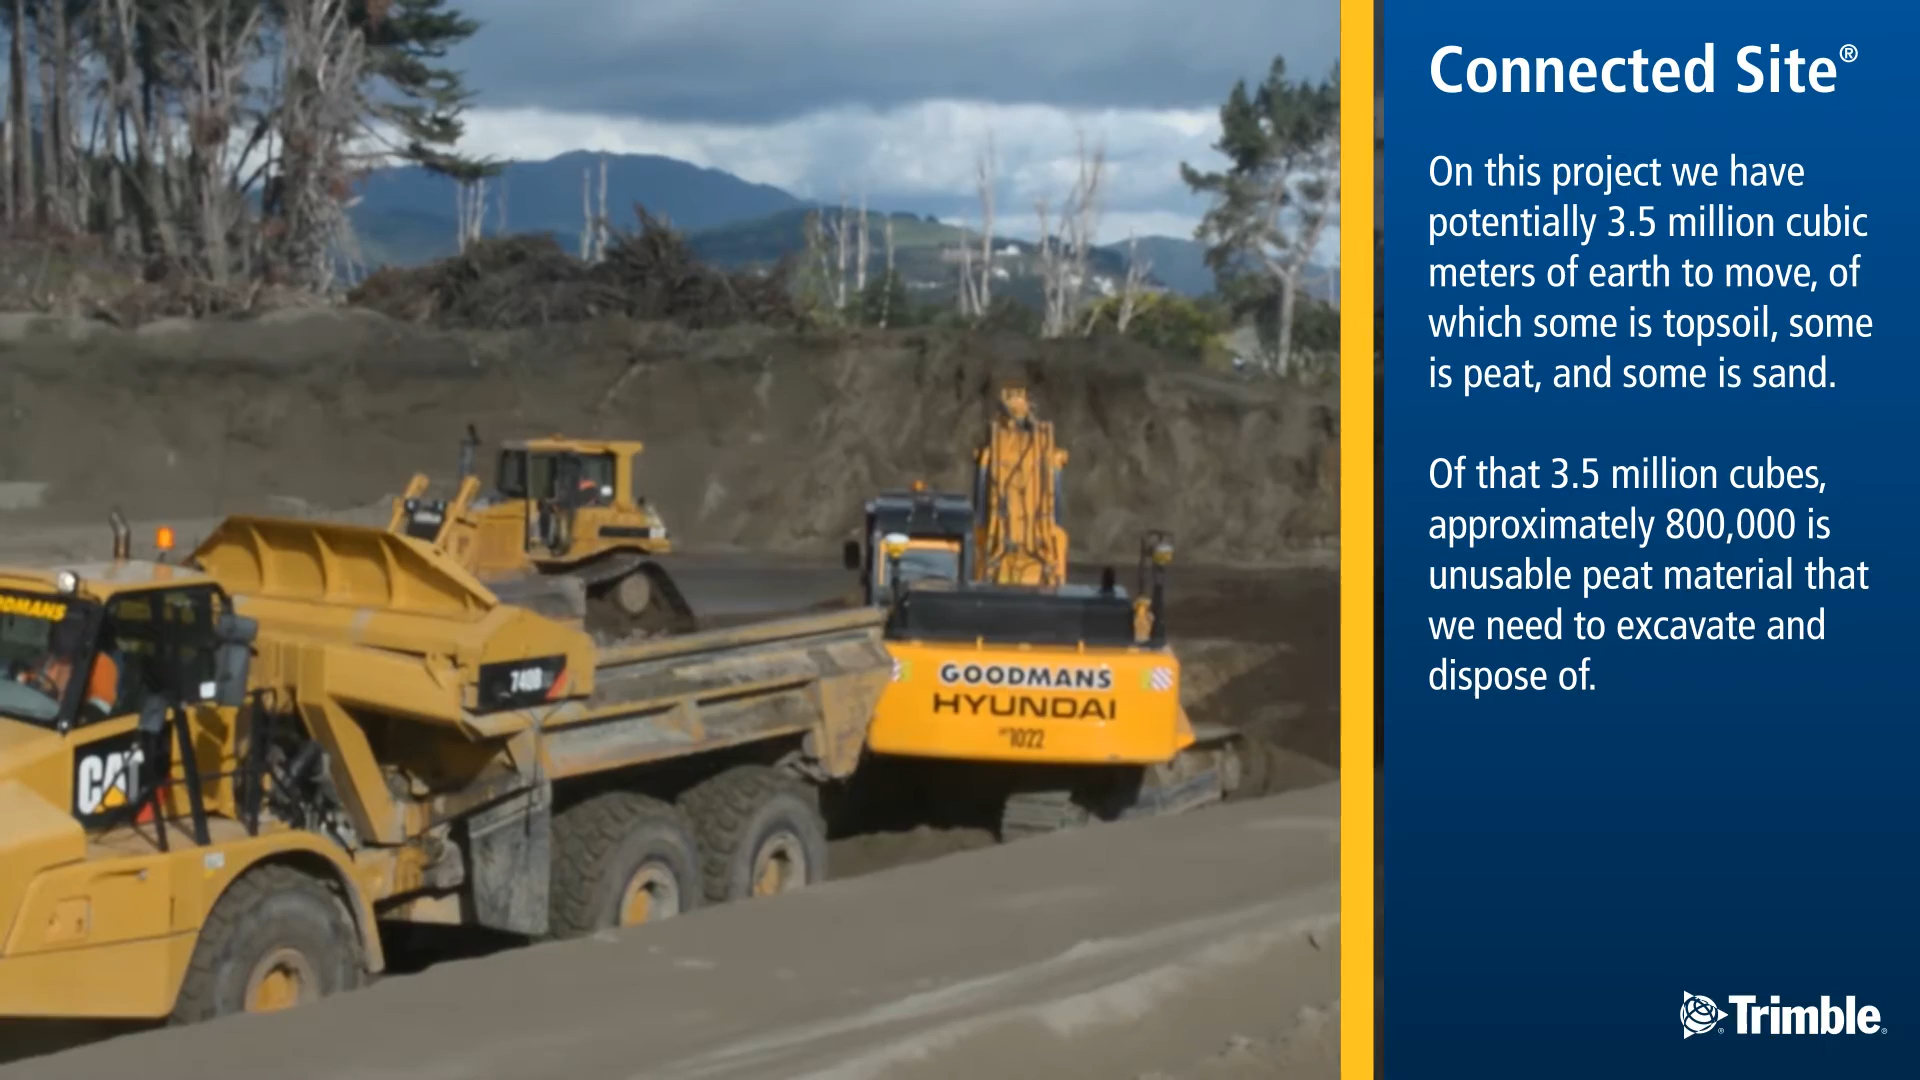 Connected Site®
On this project we have
potentially 3.5 million cubic
meters of earth to move, of
which some is topsoil, some
is peat, and some is sand.
Of that 3.5 million cubes,
approximately 800,000 is
unusable peat material that
we need to excavate and
dispose of.
Trimble
740B
CAT
GOODMANS
HYUNDAI
1022